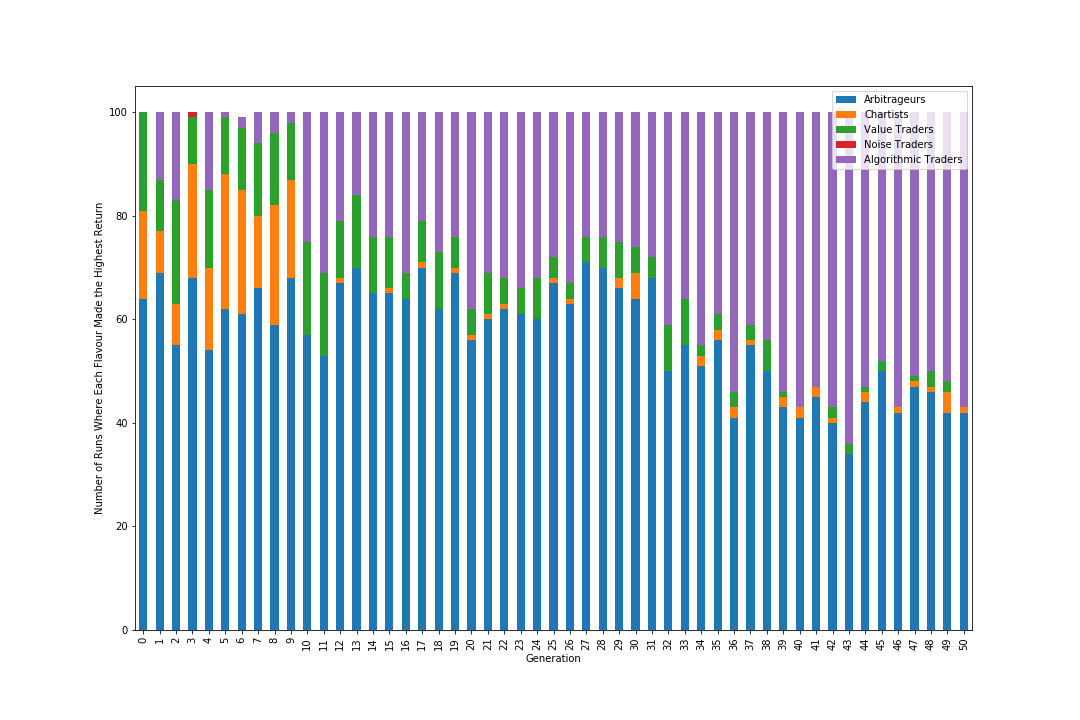 Number of Runs Where Each Flavour Made the Highest Return
100
80
60
40
20
0
Arbitrageurs
Chartists
Value Traders
Noise Traders
Algorithmic Traders
0 1 2 3 4 5 6 7 8 9 10 11 12 13 14 15 16 17 18 19 20 21 22 23 24 25 26 27 28 29 30 31 32 33 34 35 36 37 38 39 40 41 42 43 44 45 46 47 48 49 50
Generation